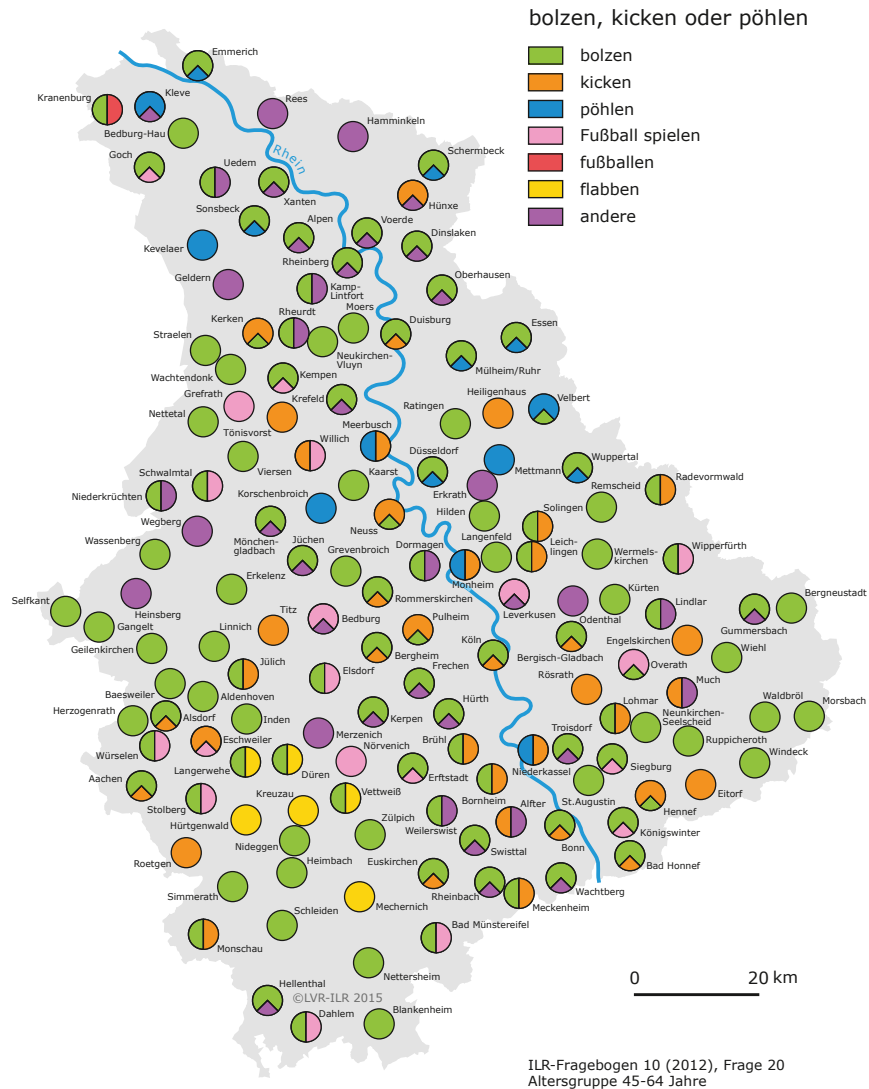 bolzen, kicken oder pöhlen
bolzen
kicken
pöhlen
Fußball spielen
fußballen
flabben
andere
Emmerich
Kranenburg
Kleve
Rees
Hamminkeln
Bedburg-Hau
Rhein
Goch
Uedem
Xanten
Schermbeck
Hünxe
Sonsbeck
Alpen
Voerde
Dinslaken
Kevelaer
Rheinberg
Geldern
Kamp-
Lintfort
Oberhausen
Moers
Kerken
Rheurdt
Duisburg
Essen
Straelen
Neukirchen-
Vluyn
Mülheim/Ruhr
Wachtendonk
Kempen
Heiligenhaus
Velbert
Grefrath
Krefeld
Ratingen
Nettetal
Tönisvorst
Meerbusch
Willich
Düsseldorf
Wuppertal
Viersen
Mettmann
Schwalmtal
Kaarst
Radevormwald
Niederkrüchten
Korschenbroich
Erkrath
Remscheid
Wegberg
Hilden
Solingen
Mönchen-
gladbach
Neuss
Langenfeld
Leich-
lingen
Wermels-
kirchen
Wipperfürth
Wassenberg
Jüchen
Grevenbroich
Dormagen
Monheim
Erkelenz
Rommerskirchen
Kürten
Bergneustadt
Selfkant
Heinsberg
Leverkusen
Odenthal
Lindlar
Gangelt
Titz
Bedburg
Pulheim
Gummersbach
Geilenkirchen
Linnich
Bergheim
Köln
Bergisch-Gladbach
Engelskirchen
Wiehl
Jülich
Elsdorf
Frechen
Overath
Baesweiler
Aldenhoven
Rösrath
Much
Herzogenrath
Alsdorf
Inden
Kerpen
Hürth
Lohmar
Neunkirchen-
Seelscheid
Waldbröl
Morsbach
Eschweiler
Merzenich
Brühl
Troisdorf
Ruppicheroth
Würselen
Langerwehe
Düren
Nörvenich
Niederkassel
Siegburg
Windeck
Aachen
Erftstadt
St.Augustin
Stolberg
Kreuzau
Vettweiß
Bornheim
Hennef
Eitorf
Hürtgenwald
Zülpich
Weilerswist
Alfter
Königswinter
Roetgen
Nideggen
Swisttal
Bonn
Heimbach
Euskirchen
Bad Honnef
Simmerath
Rheinbach
Wachtberg
Mechernich
Meckenheim
Schleiden
Bad Münstereifel
Monschau
Nettersheim
Hellenthal
©LVR-ILR 2015
Dahlem
Blankenheim
0 20 km
ILR-Fragebogen 10 (2012), Frage 20
Altersgruppe 45-64 Jahre